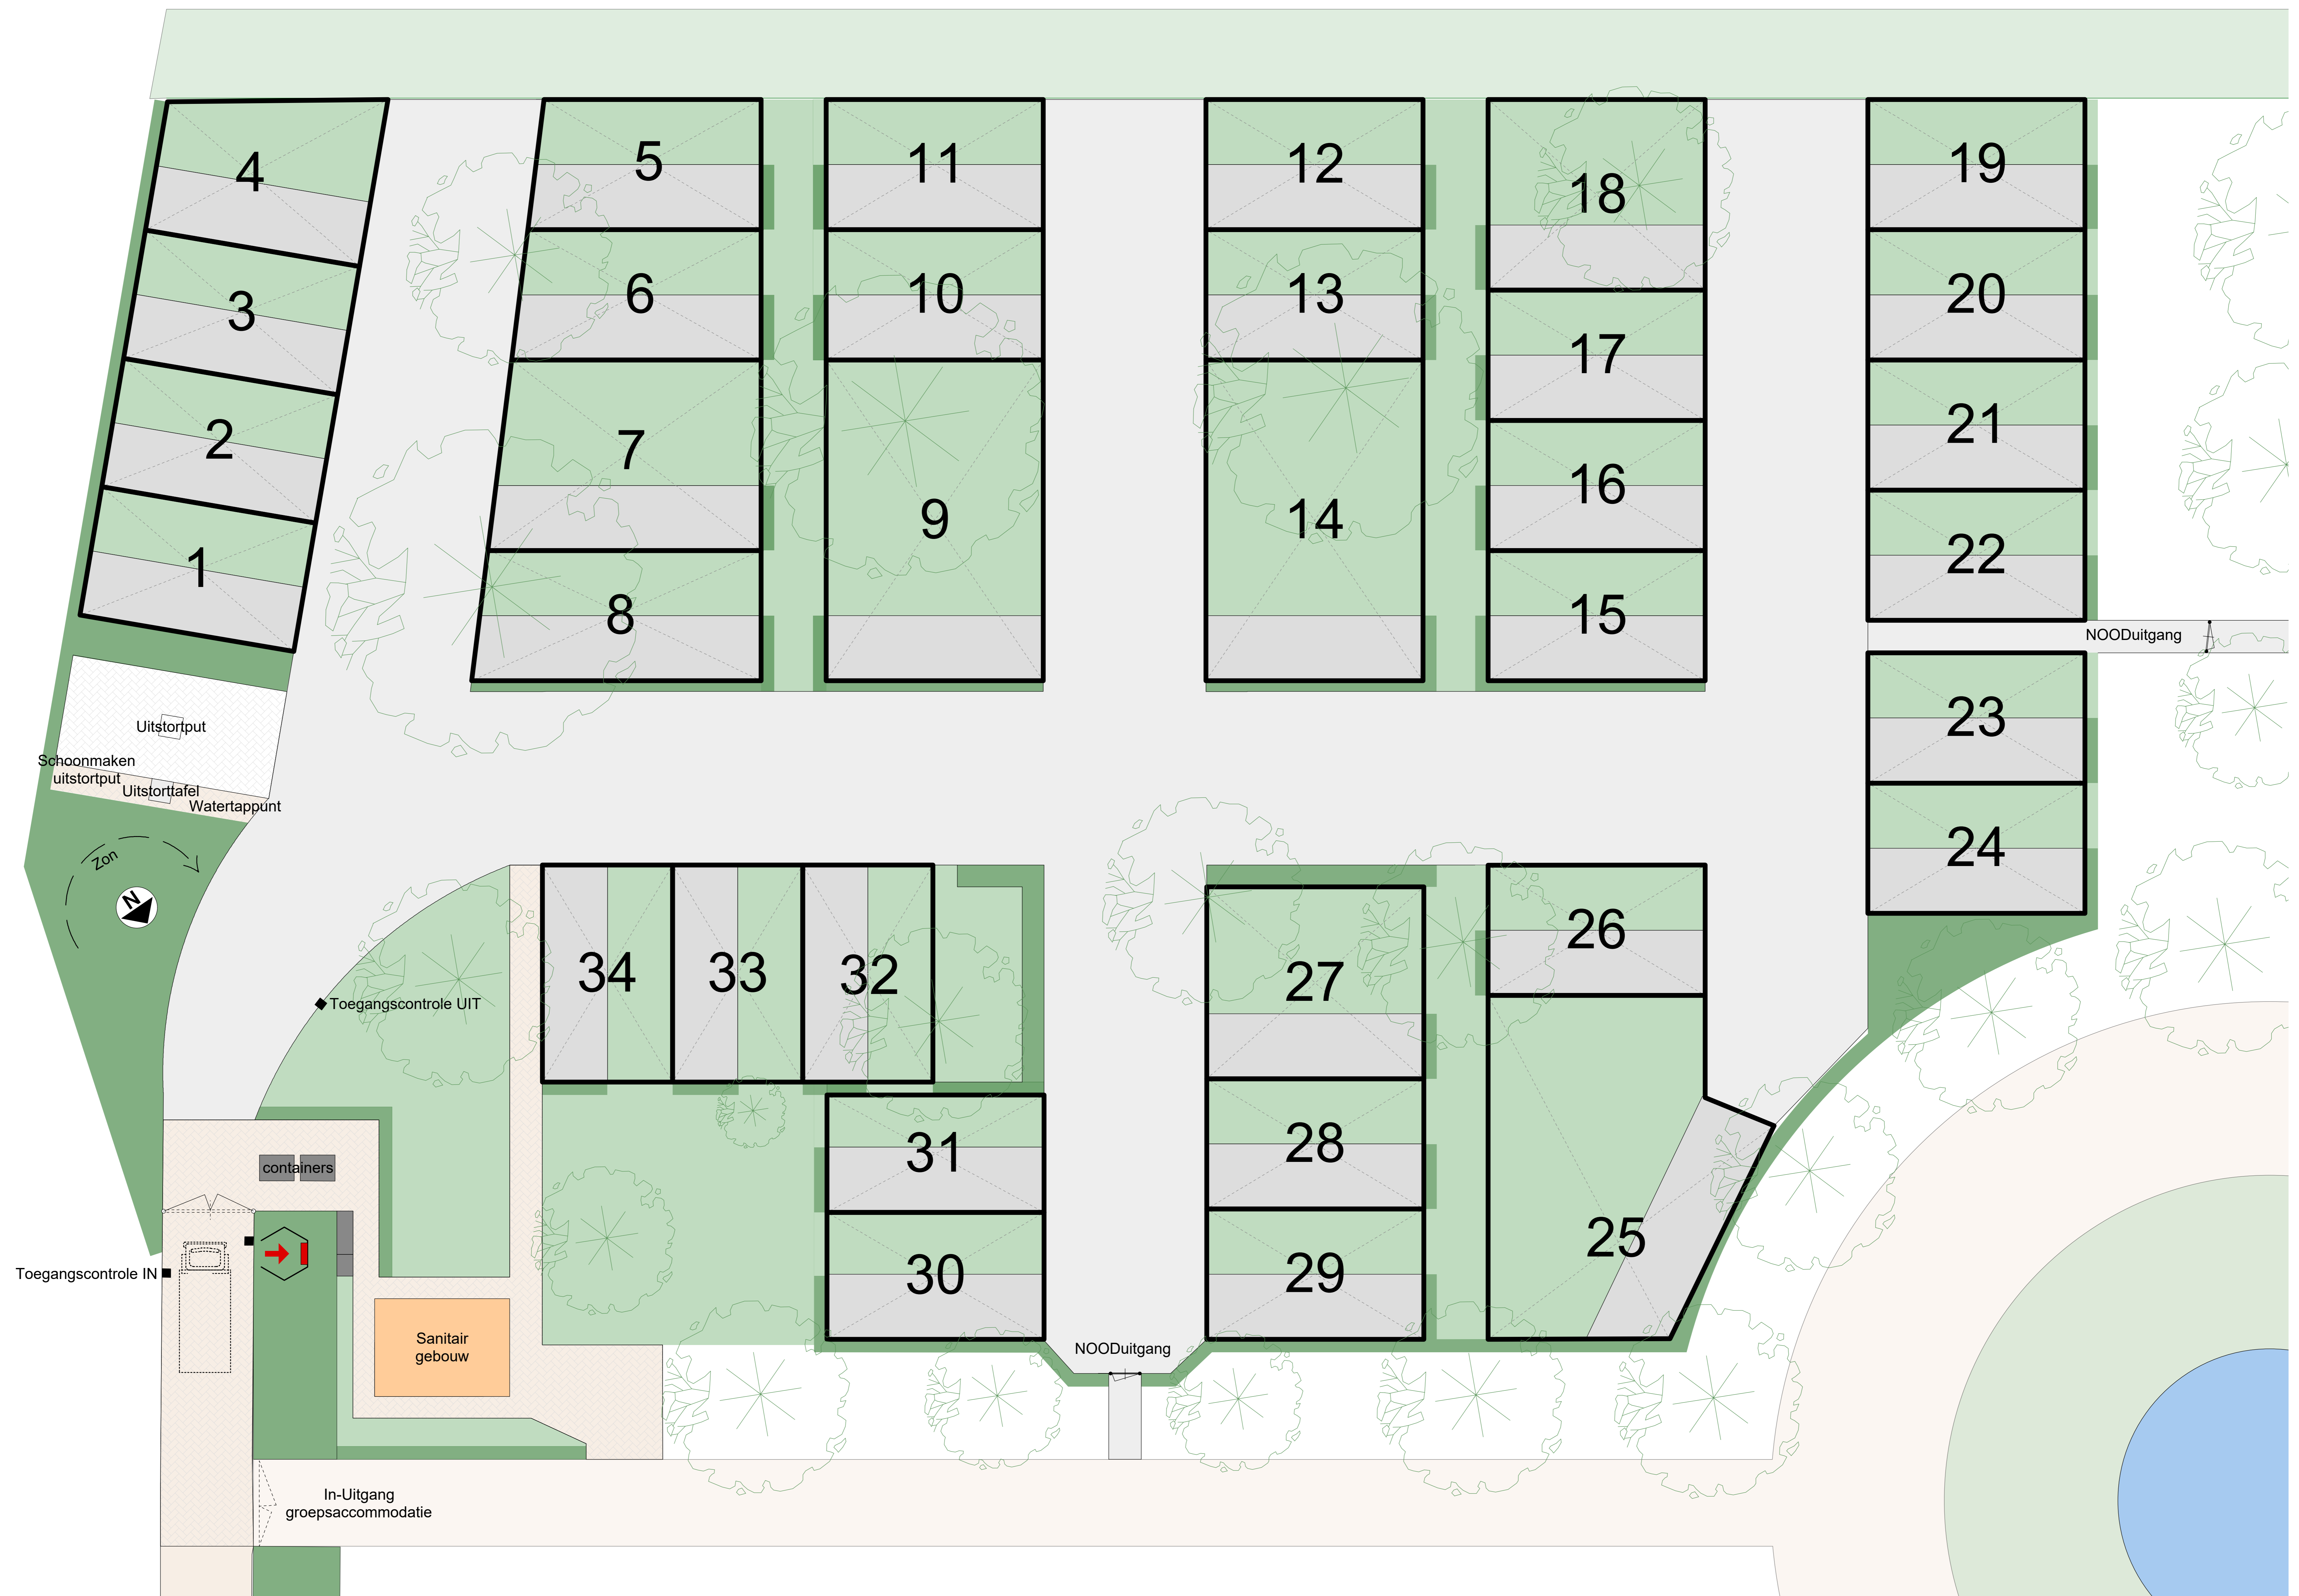 5
11
12
19
4
18
6
10
13
20
3
17
2
7
21
16
9
14
1
22
8
15
NOODuitgang
Uitstortput
23
Schoonmaken
uitstortput
Uitstorttafel
Watertappunt
24
Zon
N
26
34
33
32
27
Toegangscontrole UIT
31
28
containers
25
Toegangscontrole IN
30
29
Sanitair
gebouw
NOODuitgang
In-Uitgang
groepsaccommodatie